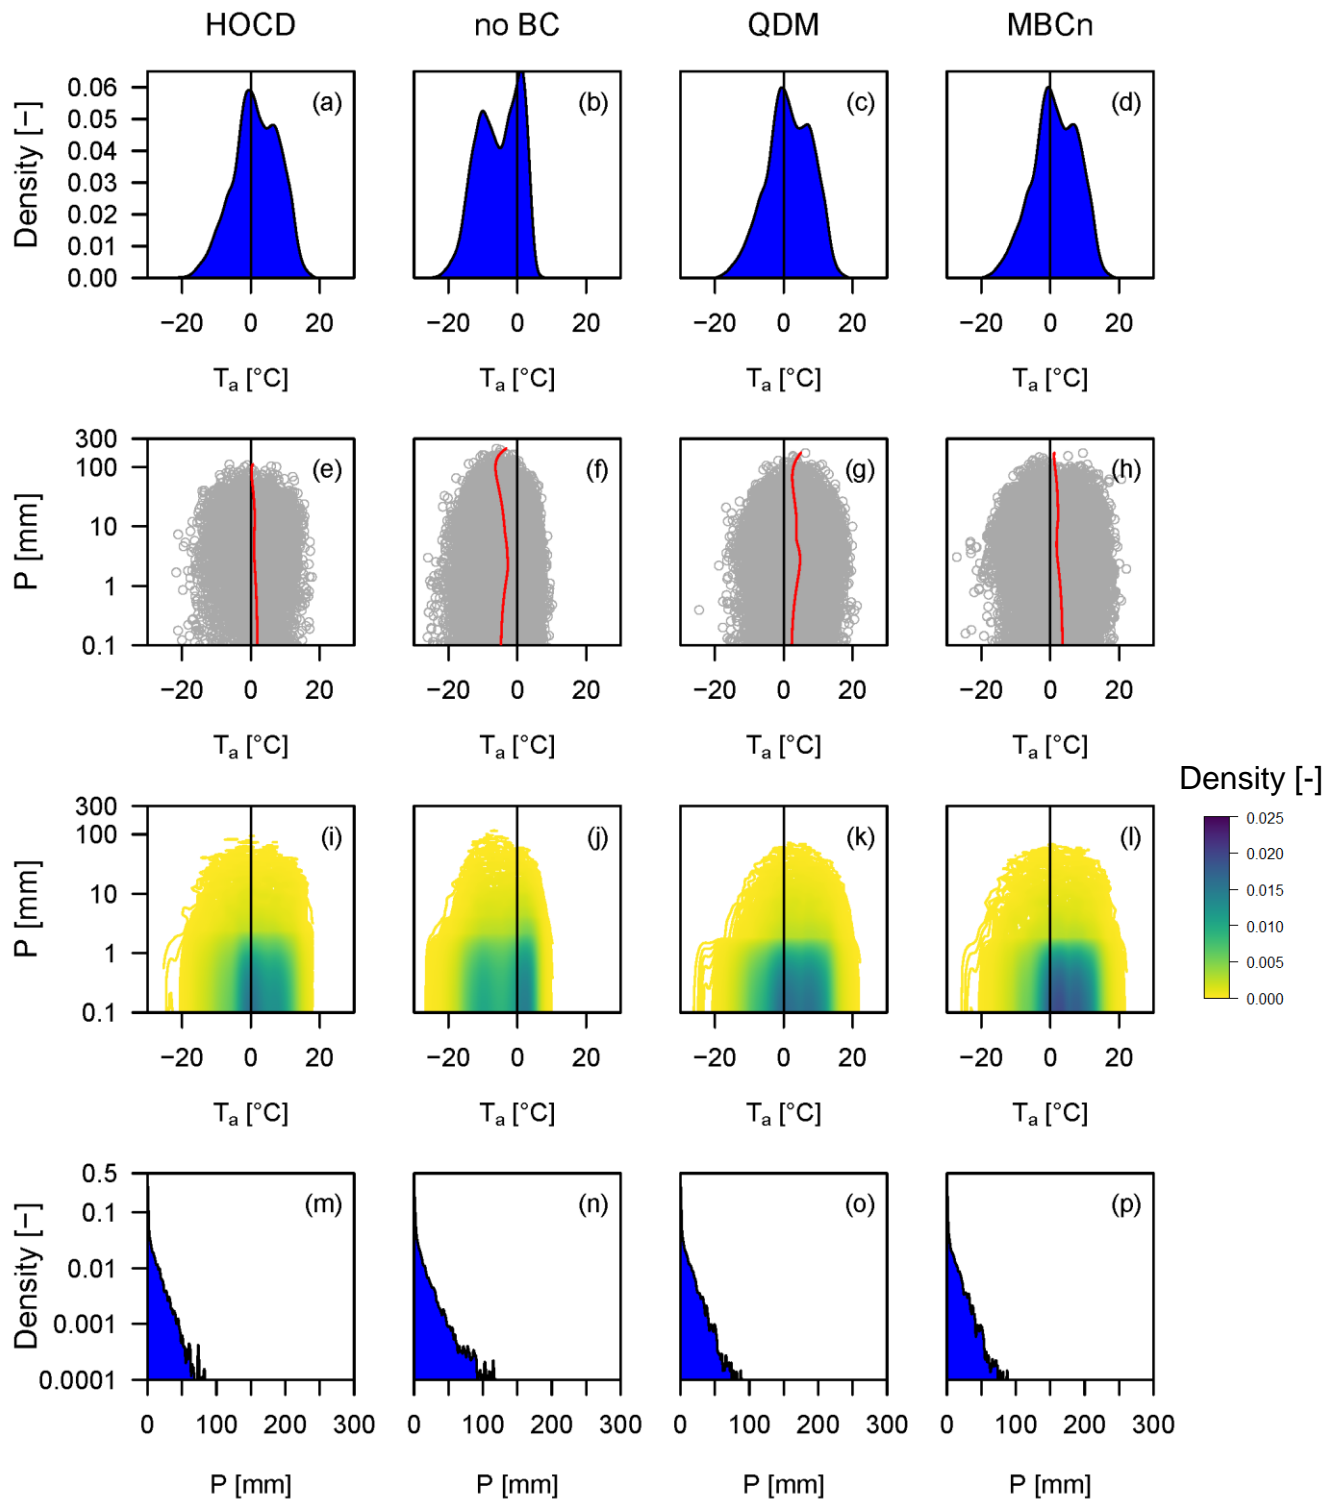 HOCD no BC QDM MBCn
Density [−]
0.06
0.05
0.04
0.03
0.02
0.01
0.00
(a) (b) (c) (d)
−20 0 20 −20 0 20 −20 0 20 −20 0 20
Ta [°C] Ta [°C] Ta [°C] Ta [°C]
P [mm]
300
100
10
1
0.1
(e) (f) (g) (h)
−20 0 20 −20 0 20 −20 0 20 −20 0 20
Ta [°C] Ta [°C] Ta [°C] Ta [°C]
P [mm]
300
100
10
1
0.1
(i) (j) (k) (l)
−20 0 20 −20 0 20 −20 0 20 −20 0 20
Ta [°C] Ta [°C] Ta [°C] Ta [°C]
Density [-]
0.025
0.020
0.015
0.010
0.005
0.000
Density [−]
0.5
0.1
0.01
0.001
0.0001
(m) (n) (o) (p)
0 100 200 300 0 100 200 300 0 100 200 300 0 100 200 300
P [mm] P [mm] P [mm] P [mm]